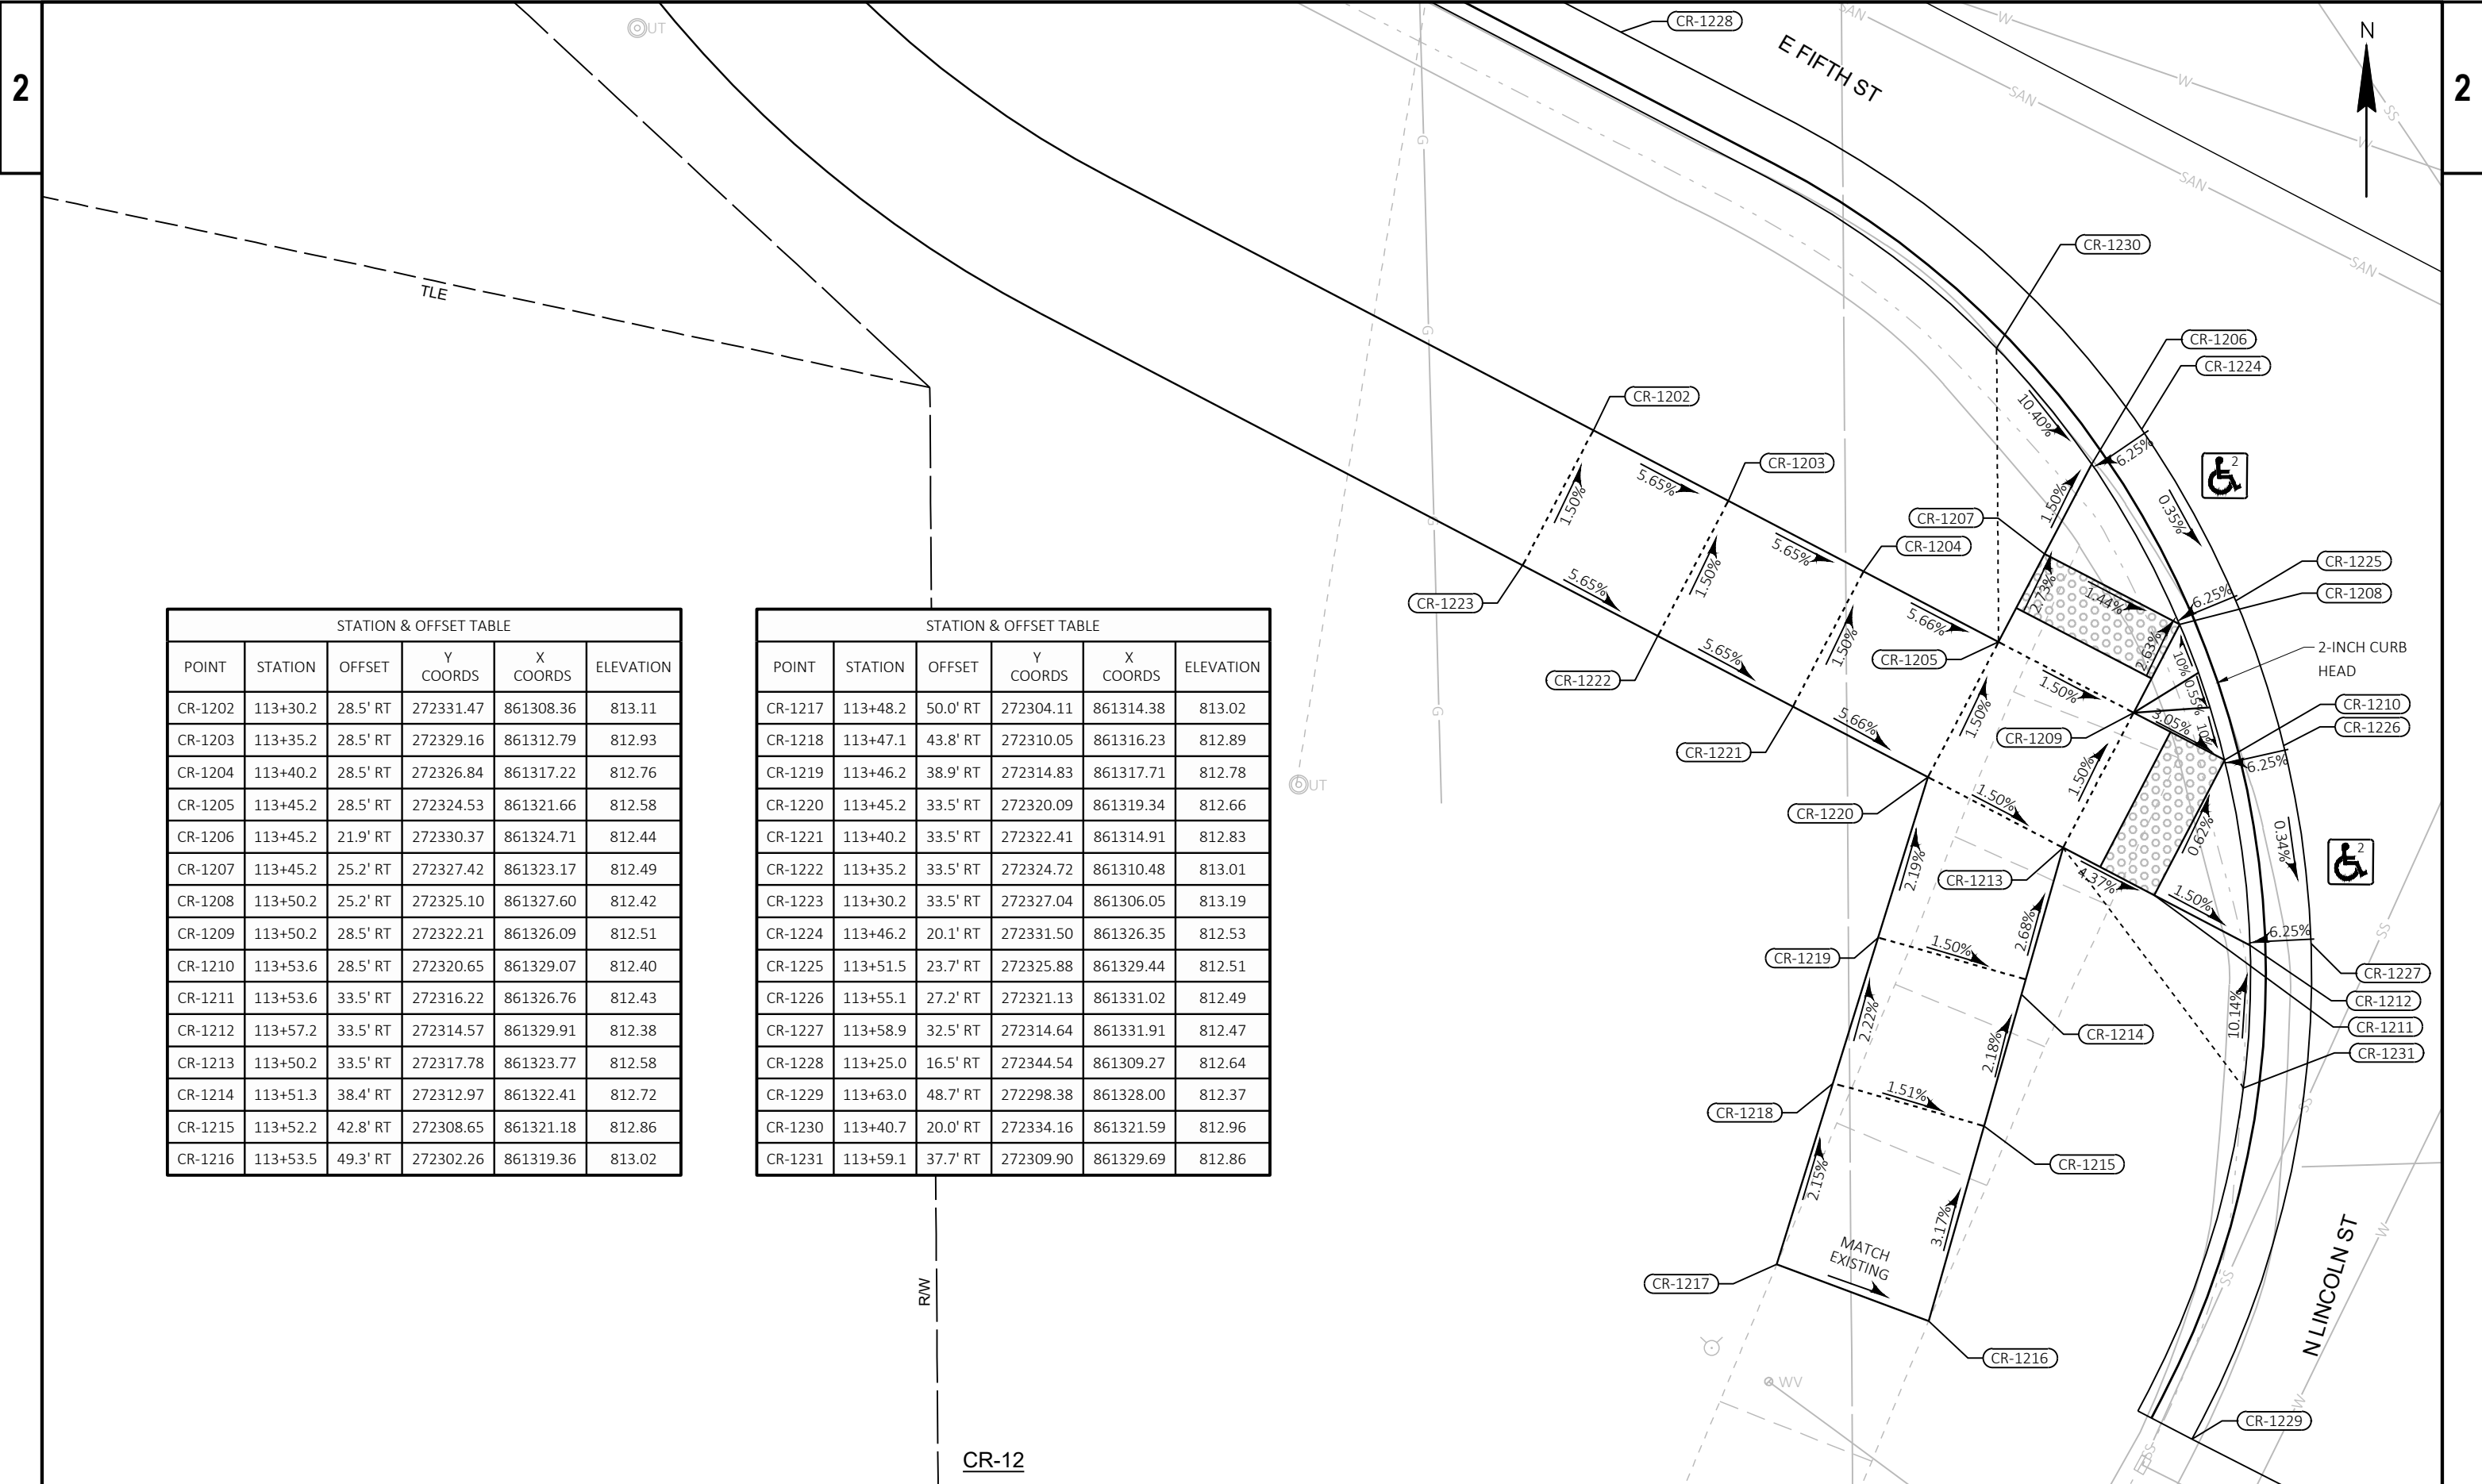 2
2
N
UT
CR-1228
E FIFTH ST
SAN
W
SAN
W
SS
W
SAN
SAN
G
TLE
CR-1230
CR-1206
CR-1224
CR-1202
10.40%
6.25%
2
CR-1203
5.65%
1.50%
1.50%
0.35%
CR-1207
CR-1204
5.65%
1.50%
5.65%
CR-1223
2.73%
1.44%
6.25%
CR-1225
CR-1208
5.66%
1.50%
5.65%
CR-1205
2.63%
10%
2-INCH CURB
HEAD
CR-1222
1.50%
0.55%
CR-1210
1.50%
5.66%
3.05%
10%
CR-1226
CR-1209
CR-1221
6.25%
1.50%
UT
G
G
G
1.50%
CR-1220
0.62%
0.34%
2
2.19%
CR-1213
4.37%
1.50%
6.25%
SS
2.68%
1.50%
CR-1219
CR-1227
CR-1212
CR-1211
CR-1231
2.22%
10.14%
CR-1214
2.18%
1.51%
CR-1218
SS
CR-1215
2.15%
3.17%
MATCH
EXISTING
CR-1217
SS
W
N LINCOLN ST
CR-1216
WV
W
CR-1229
SS
STATION & OFFSET TABLE
POINT STATION OFFSET Y COORDS X COORDS ELEVATION
CR-1202 113+30.2 28.5' RT 272331.47 861308.36 813.11
CR-1203 113+35.2 28.5' RT 272329.16 861312.79 812.93
CR-1204 113+40.2 28.5' RT 272326.84 861317.22 812.76
CR-1205 113+45.2 28.5' RT 272324.53 861321.66 812.58
CR-1206 113+45.2 21.9' RT 272330.37 861324.71 812.44
CR-1207 113+45.2 25.2' RT 272327.42 861323.17 812.49
CR-1208 113+50.2 25.2' RT 272325.10 861327.60 812.42
CR-1209 113+50.2 28.5' RT 272322.21 861326.09 812.51
CR-1210 113+53.6 28.5' RT 272320.65 861329.07 812.40
CR-1211 113+53.6 33.5' RT 272316.22 861326.76 812.43
CR-1212 113+57.2 33.5' RT 272314.57 861329.91 812.38
CR-1213 113+50.2 33.5' RT 272317.78 861323.77 812.58
CR-1214 113+51.3 38.4' RT 272312.97 861322.41 812.72
CR-1215 113+52.2 42.8' RT 272308.65 861321.18 812.86
CR-1216 113+53.5 49.3' RT 272302.26 861319.36 813.02
STATION & OFFSET TABLE
POINT STATION OFFSET Y COORDS X COORDS ELEVATION
CR-1217 113+48.2 50.0' RT 272304.11 861314.38 813.02
CR-1218 113+47.1 43.8' RT 272310.05 861316.23 812.89
CR-1219 113+46.2 38.9' RT 272314.83 861317.71 812.78
CR-1220 113+45.2 33.5' RT 272320.09 861319.34 812.66
CR-1221 113+40.2 33.5' RT 272322.41 861314.91 812.83
CR-1222 113+35.2 33.5' RT 272324.72 861310.48 813.01
CR-1223 113+30.2 33.5' RT 272327.04 861306.05 813.19
CR-1224 113+46.2 20.1' RT 272331.50 861326.35 812.53
CR-1225 113+51.5 23.7' RT 272325.88 861329.44 812.51
CR-1226 113+55.1 27.2' RT 272321.13 861331.02 812.49
CR-1227 113+58.9 32.5' RT 272314.64 861331.91 812.47
CR-1228 113+25.0 16.5' RT 272344.54 861309.27 812.64
CR-1229 113+63.0 48.7' RT 272298.38 861328.00 812.37
CR-1230 113+40.7 20.0' RT 272334.16 861321.59 812.96
CR-1231 113+59.1 37.7' RT 272309.90 861329.69 812.86
R/W
CR-12